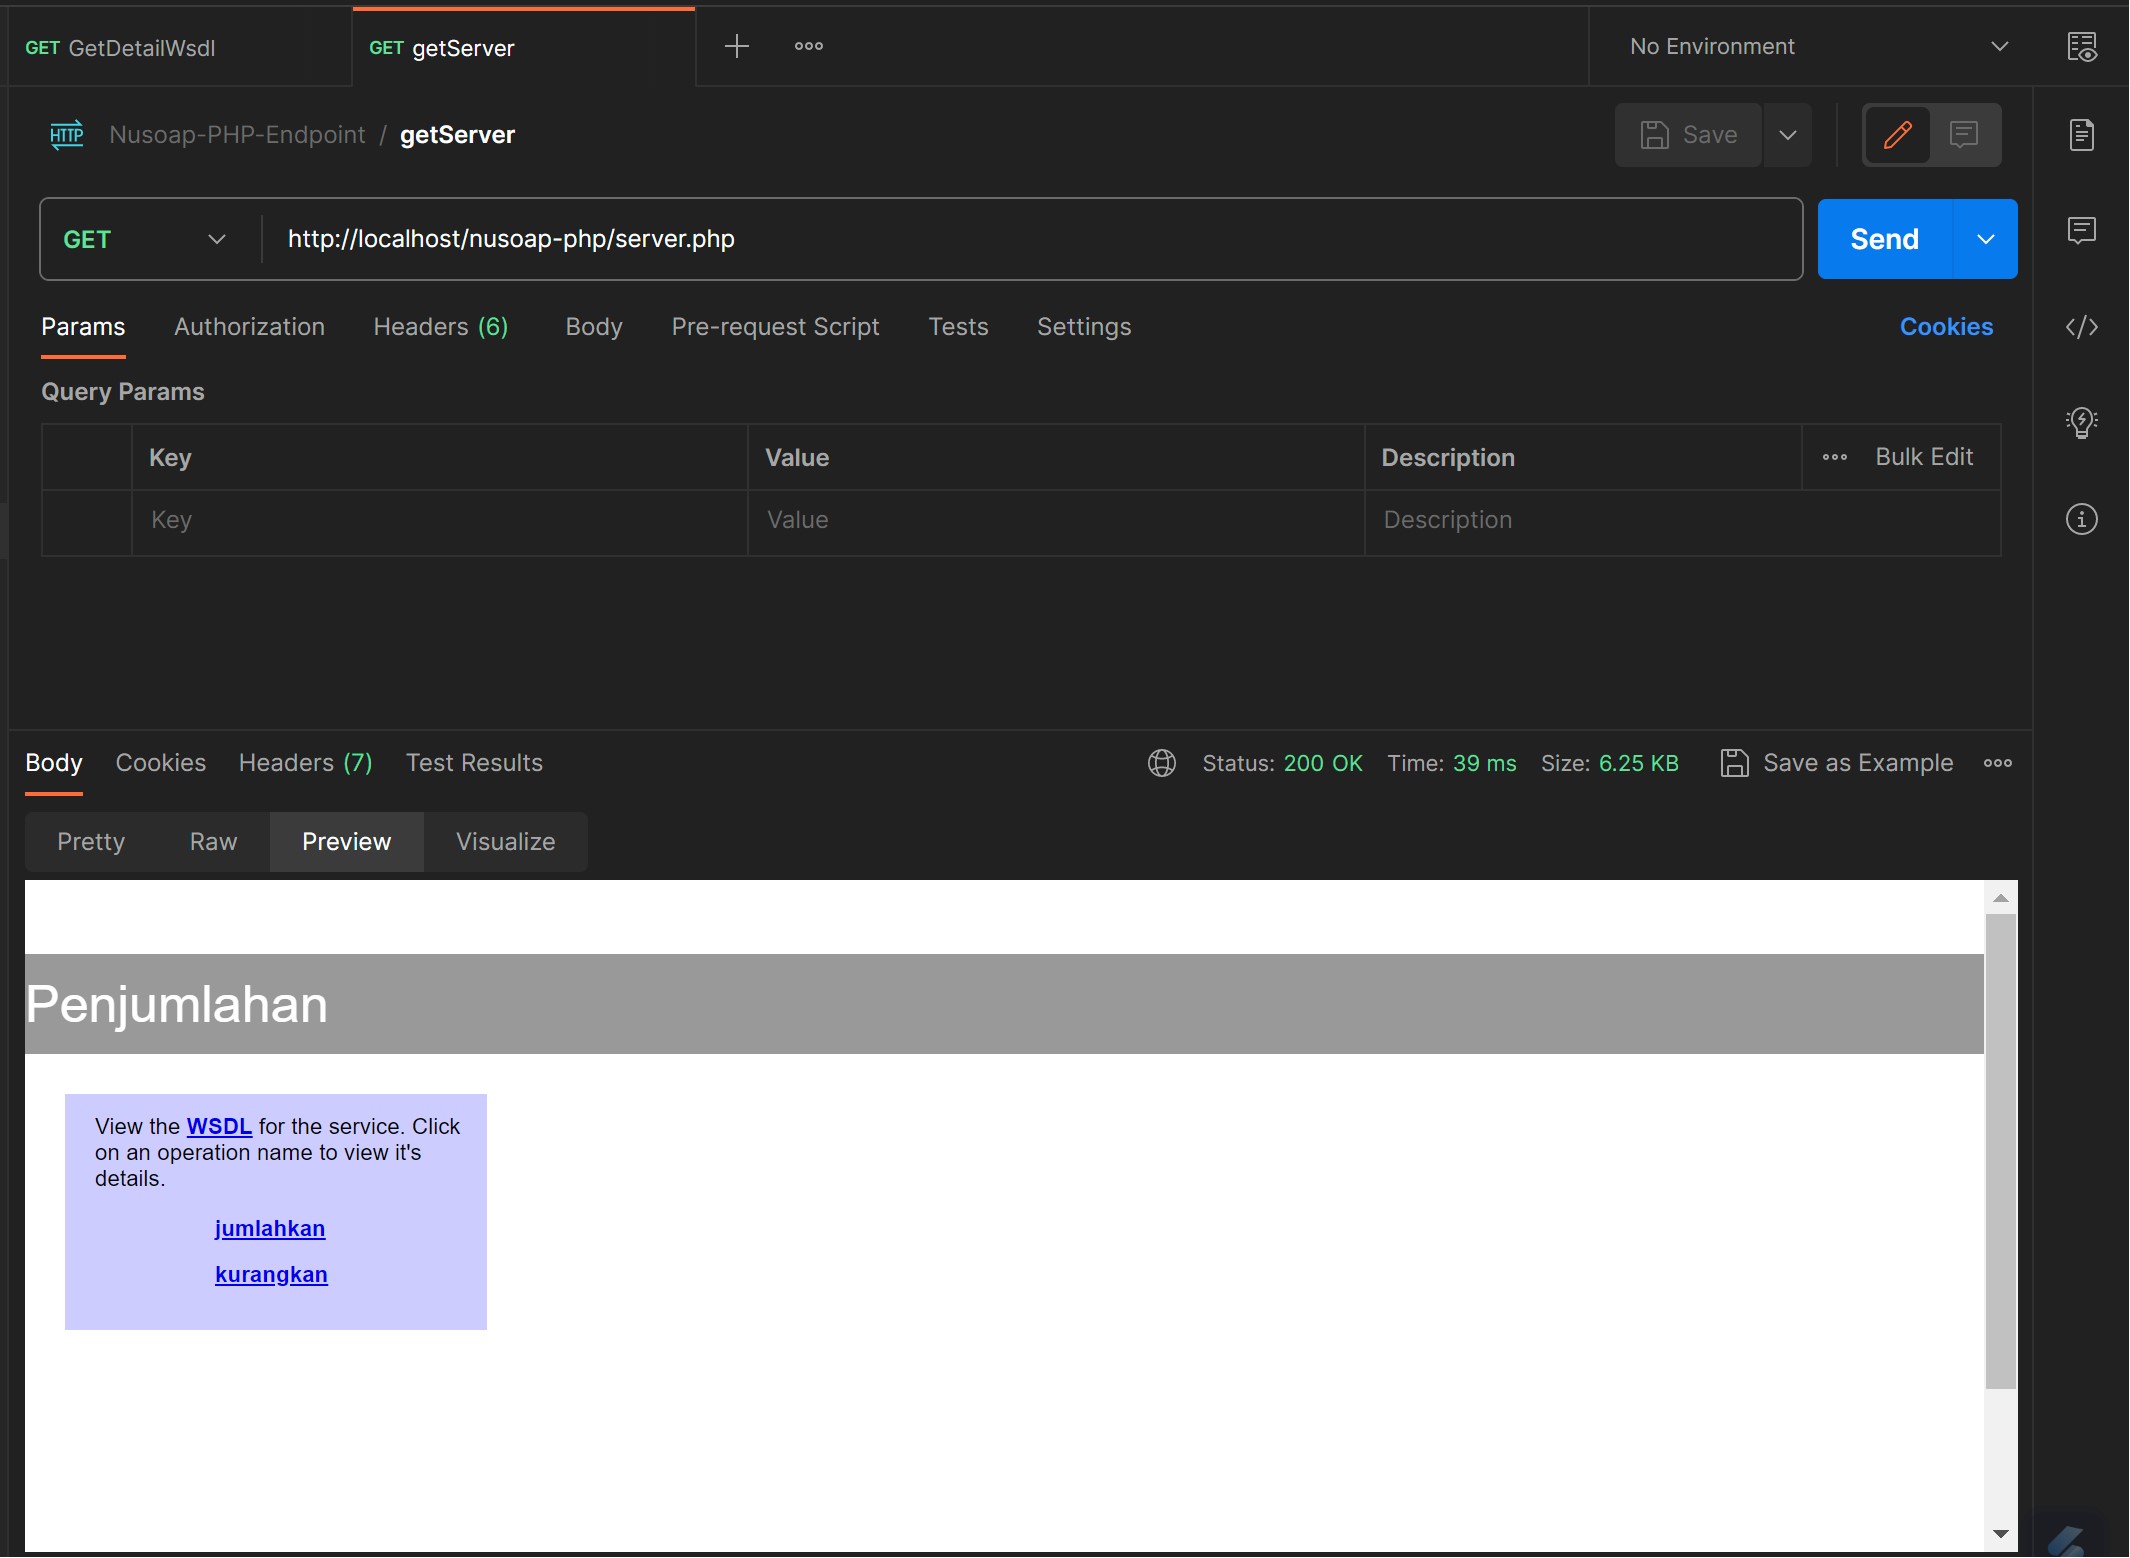 GET GetDetailWsdl
GET getServer
No Environment
HTTP Nusoap-PHP-Endpoint / getServer
Save
GET http://localhost/nusoap-php/server.php
Send
Params Authorization Headers (6) Body Pre-request Script Tests Settings Cookies
Query Params
Key Value Description Bulk Edit
Key Value Description
Body Cookies Headers (7) Test Results Status: 200 OK Time: 39 ms Size: 6.25 KB Save as Example
Pretty Raw Preview Visualize
Penjumlahan
View the WSDL for the service. Click
on an operation name to view it's
details.
jumlahkan
kurangkan